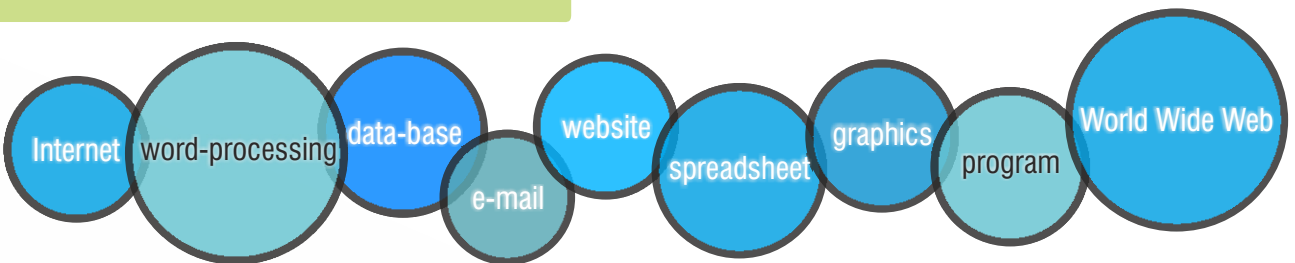 Internet
word-processing
data-base
e-mail
website
spreadsheet
graphics
program
World Wide Web